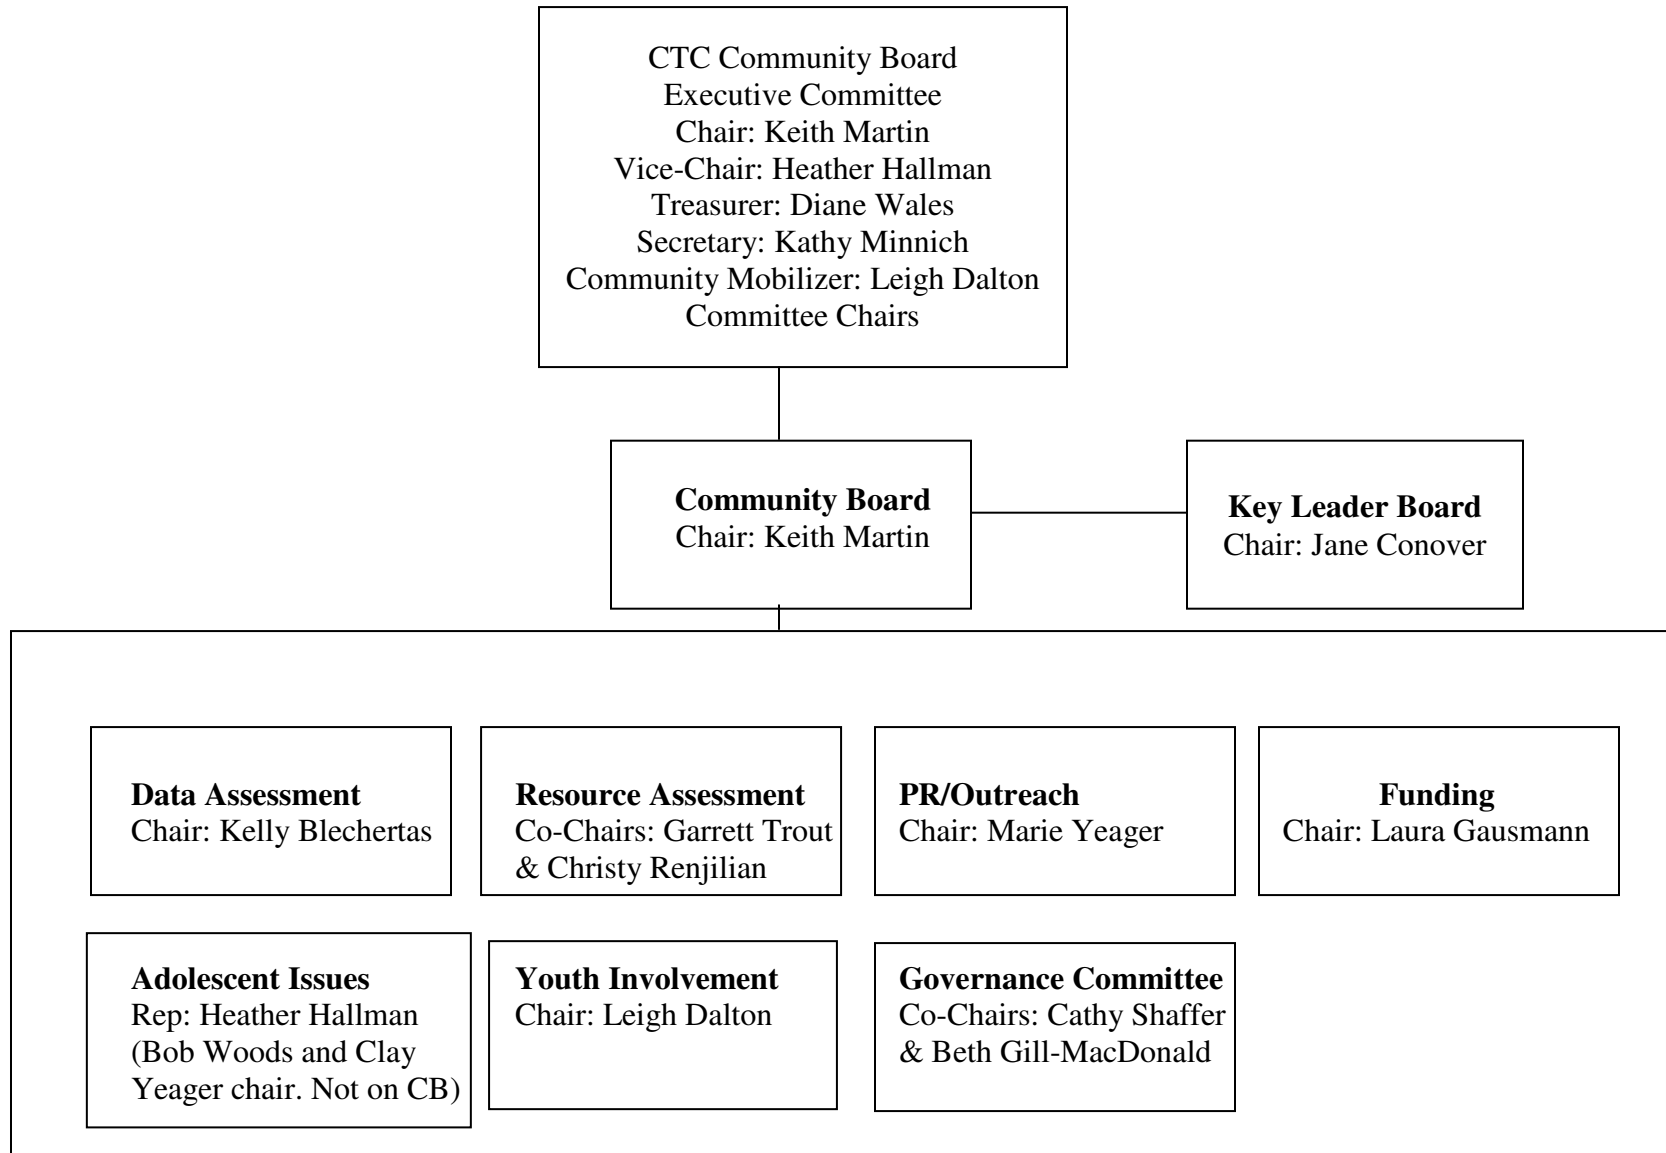 CTC Community Board
Executive Committee
Chair: Keith Martin
Vice-Chair: Heather Hallman
Treasurer: Diane Wales
Secretary: Kathy Minnich
Community Mobilizer: Leigh Dalton
Committee Chairs
Community Board
Chair: Keith Martin
Key Leader Board
Chair: Jane Conover
Data Assessment
Chair: Kelly Blechertas
Resource Assessment
Co-Chairs: Garrett Trout
& Christy Renjilian
PR/Outreach
Chair: Marie Yeager
Funding
Chair: Laura Gausmann
Adolescent Issues
Rep: Heather Hallman
(Bob Woods and Clay
Yeager chair. Not on CB)
Youth Involvement
Chair: Leigh Dalton
Governance Committee
Co-Chairs: Cathy Shaffer
& Beth Gill-MacDonald